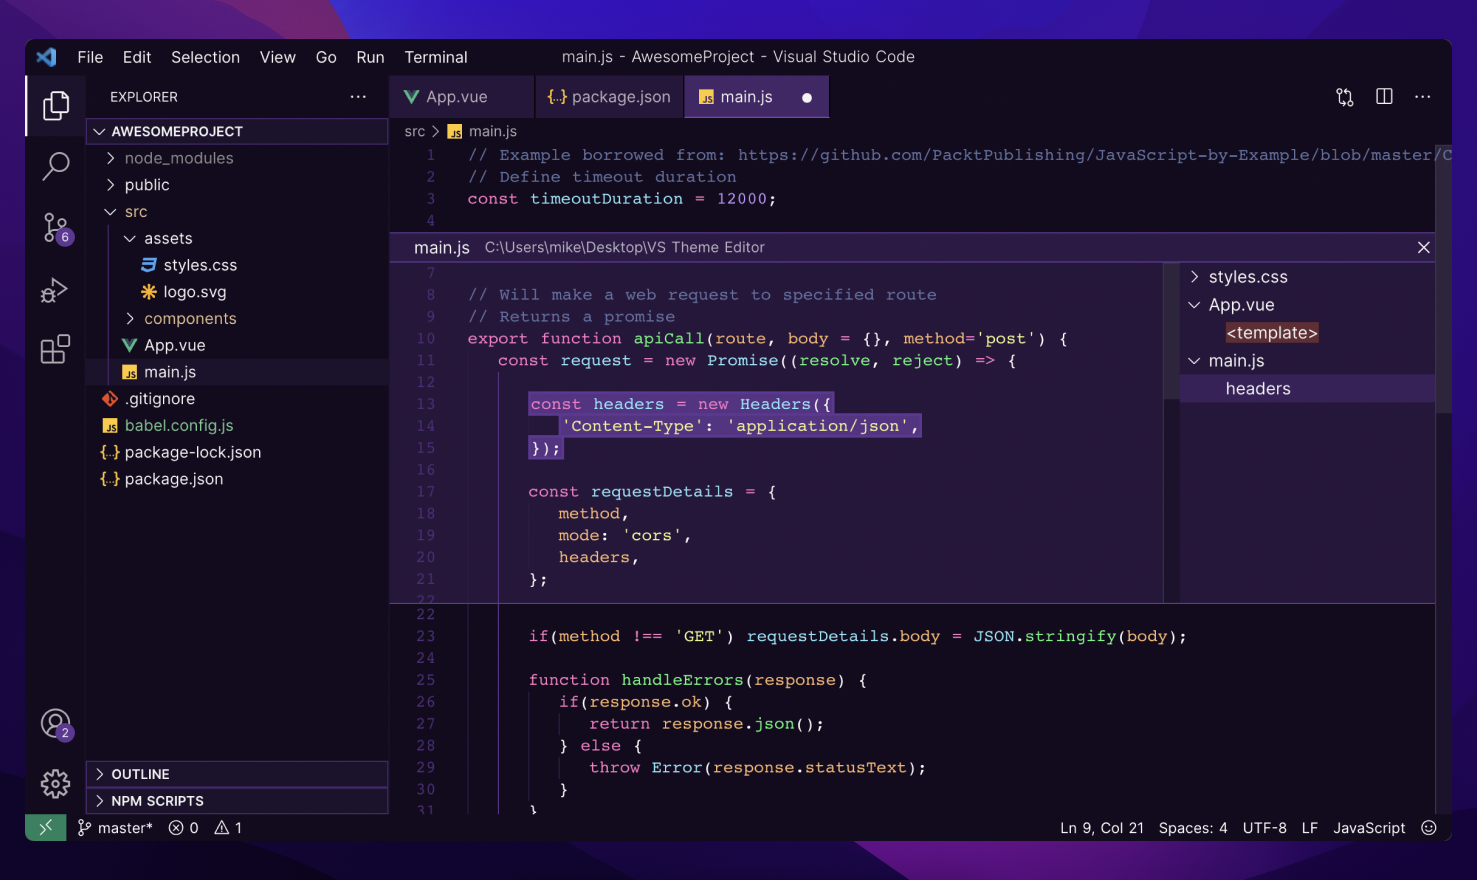 File Edit Selection View Go Run Terminal
main.js - AwesomeProject - Visual Studio Code
EXPLORER
AWESOMEPROJECT
node_modules
public
src
assets
styles.css
logo.svg
components
App.vue
main.js
.gitignore
babel.config.js
package-lock.json
package.json
OUTLINE
NPM SCRIPTS
6
2
App.vue
{..} package.json
JS main.js
src > JS main.js
1 // Example borrowed from: https://github.com/PacktPublishing/JavaScript-by-Example/blob/master/C
2 // Define timeout duration
3 const timeoutDuration = 12000;
4
main.js C:\Users\mike\Desktop\VS Theme Editor
7
8 // Will make a web request to specified route
9 // Returns a promise
10 export function apiCall(route, body = {}, method='post') {
11 const request = new Promise((resolve, reject) => {
12
13 const headers = new Headers({
14 'Content-Type': 'application/json',
15 });
16
17 const requestDetails = {
18 method,
19 mode: 'cors',
20 headers,
21 };
22
styles.css
App.vue
<template>
main.js
headers
22
23 if(method !== 'GET') requestDetails.body = JSON.stringify(body);
24
25 function handleErrors(response) {
26 if(response.ok) {
27 return response.json();
28 } else {
29 throw Error(response.statusText);
30 }
31 }
master* 0 1
Ln 9, Col 21 Spaces: 4 UTF-8 LF JavaScript